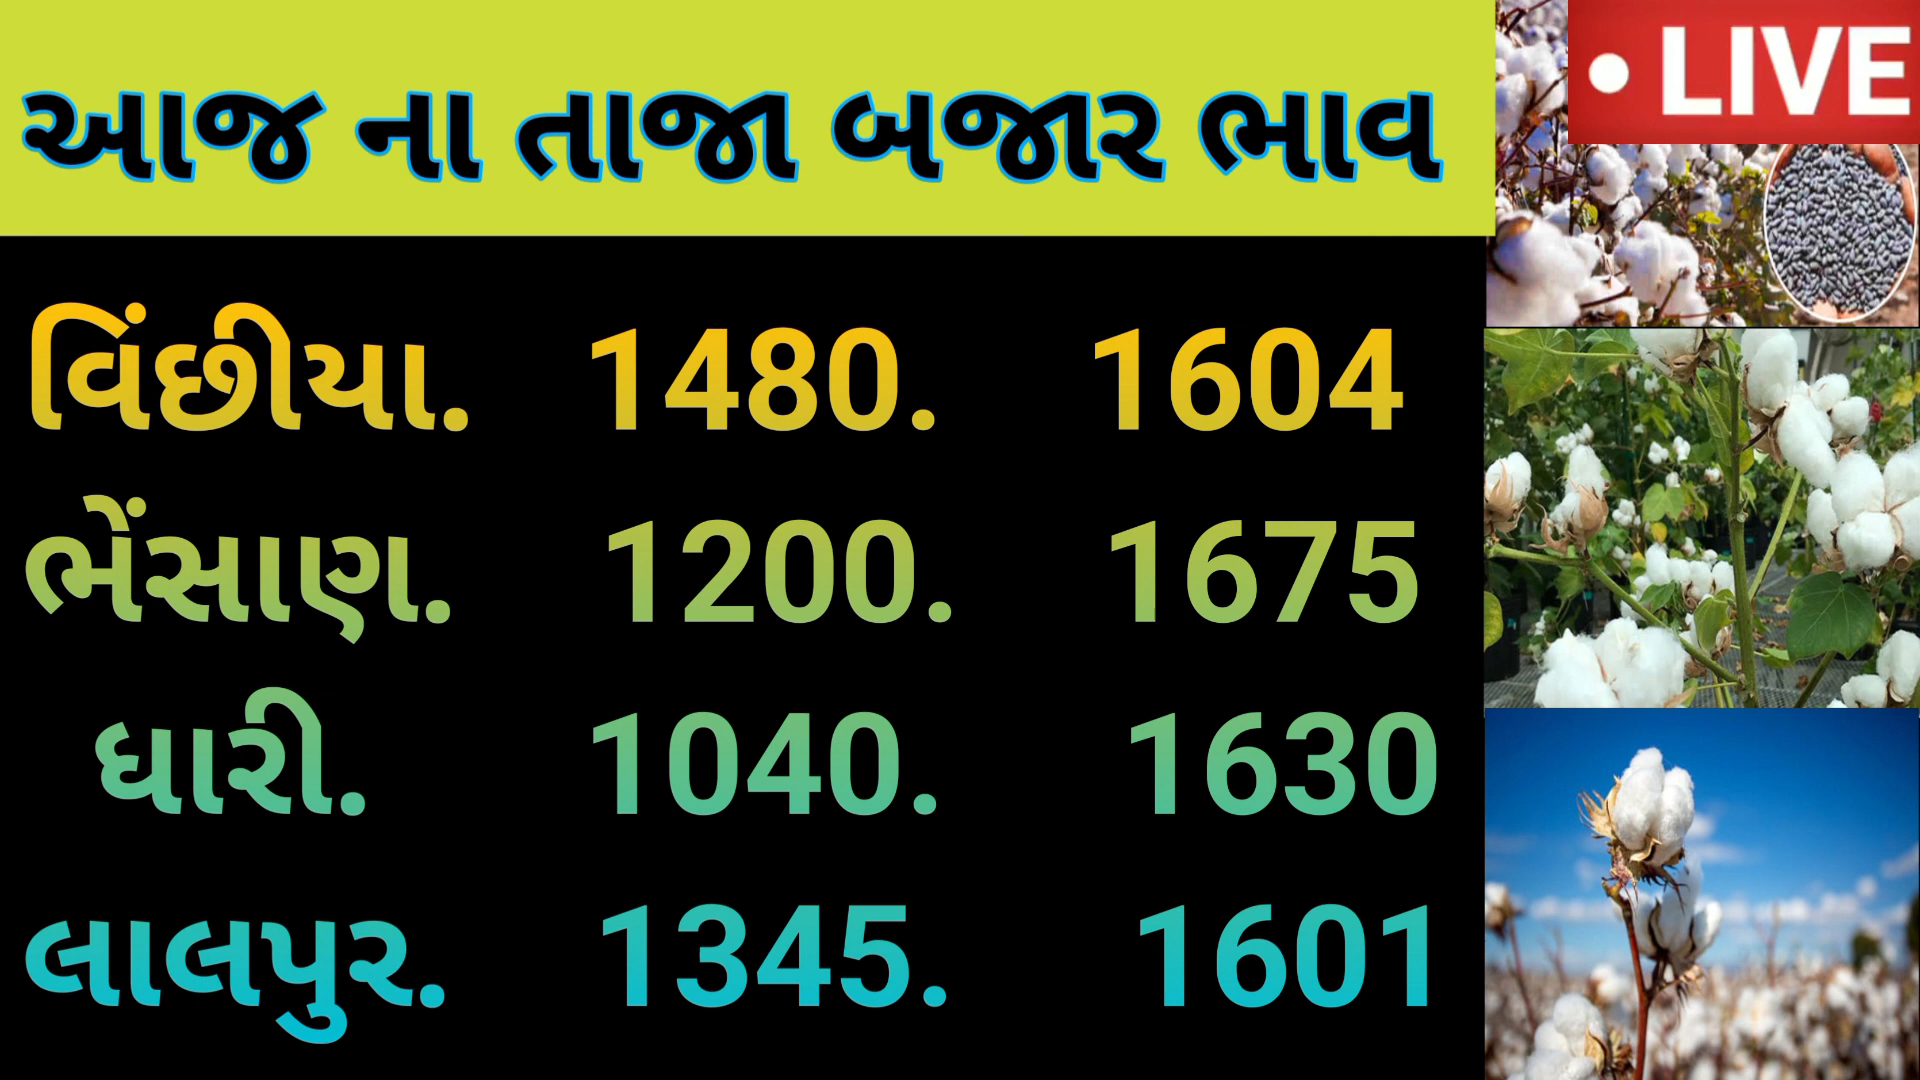 આજ ના તાજા બજાર ભાવ
• LIVE
વિંછીયા. 1480. 1604
ભેંસાણ. 1200. 1675
ધારી. 1040. 1630
લાલપુર. 1345. 1601